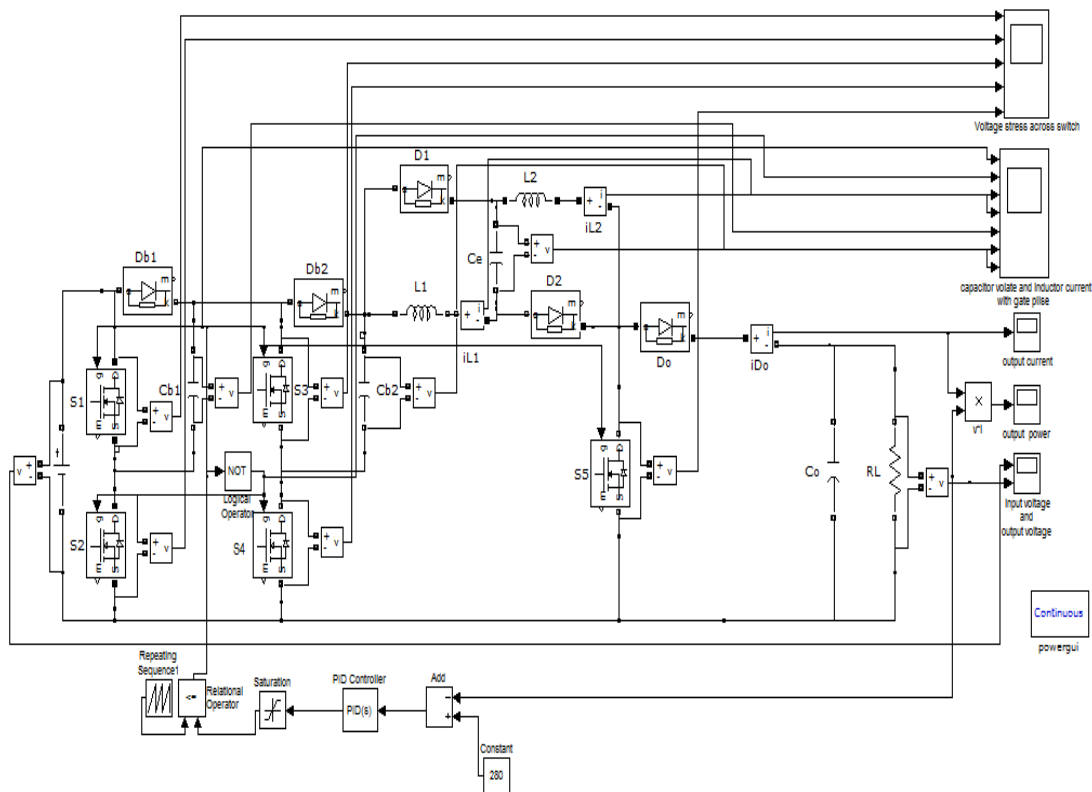 Voltage stress across switch
D1
m
k
L2
i
+
-
iL2
capacitor volate and Inductor current
with gate plise
Db1
m
k
Db2
m
k
L1
i
+
-
iL1
Ce
+
-
v
D2
m
k
Do
m
k
i
+
-
iDo
output current
S1
g
D
m
S
+
-
v
Cb1
+
-
v
S3
g
D
m
S
+
-
v
Cb2
+
-
v
×
v*I
output power
v
+
-
NOT
Logical
Operator
S5
g
D
m
S
+
-
v
Co
RL
+
-
v
Input voltage
and
output voltage
S2
g
D
m
S
+
-
v
S4
g
D
m
S
+
-
v
Continuous
powergui
Repeating
Sequence1
<=
Relational
Operator
Saturation
PID Controller
PID(s)
Add
−
+
Constant
280